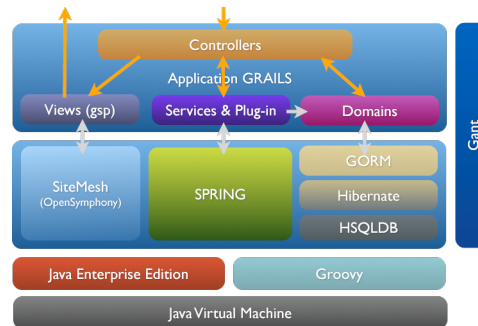 Controllers
Application GRAILS
Views (gsp)
Services & Plug-in
Domains
SiteMesh
(OpenSymphony)
SPRING
GORM
Hibernate
HSQLDB
Java Enterprise Edition
Groovy
Java Virtual Machine
Gant